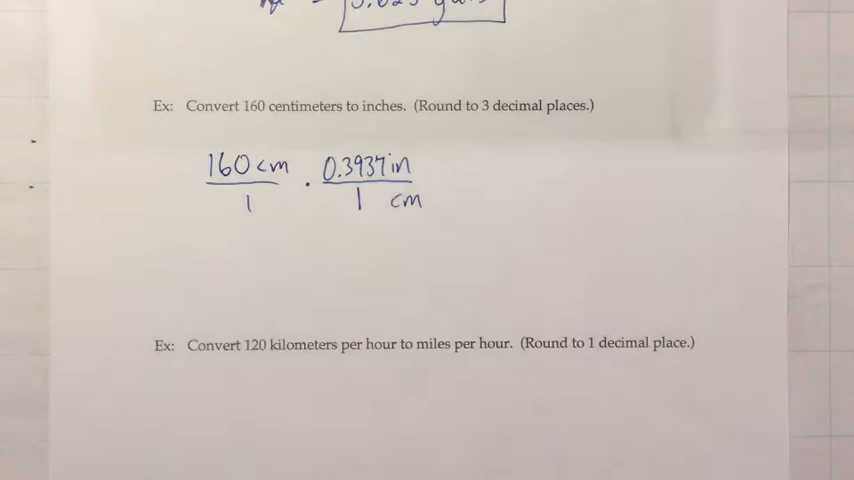 Ex: Convert 160 centimeters to inches. (Round to 3 decimal places.)
160 cm / 1 · 0.3937 in / 1 cm
Ex: Convert 120 kilometers per hour to miles per hour. (Round to 1 decimal place.)